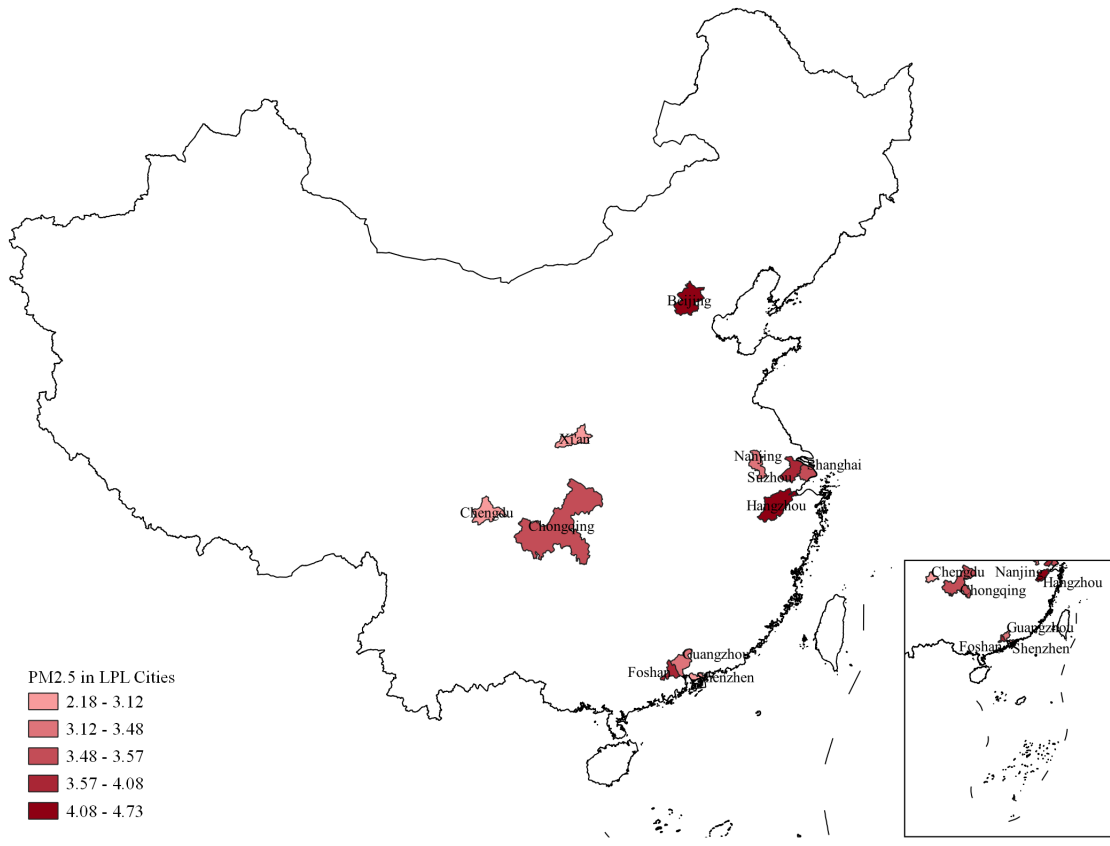 Beijing
Xi'an
Nanjing
Shanghai
Suzhou
Hangzhou
Chengdu
Chongqing
Guangzhou
Foshan
Shenzhen
PM2.5 in LPL Cities
2.18 - 3.12
3.12 - 3.48
3.48 - 3.57
3.57 - 4.08
4.08 - 4.73
Chengdu
Nanjing
Hangzhou
Chongqing
Guangzhou
Foshan
Shenzhen